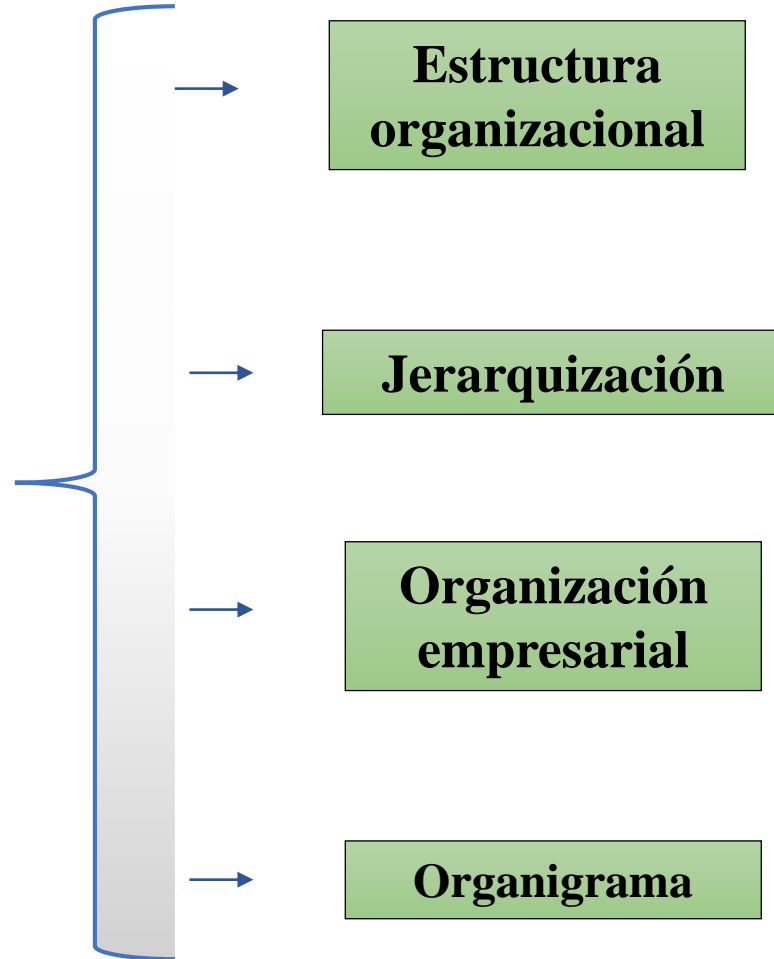 Estructura
organizacional
Jerarquización
Organización
empresarial
Organigrama